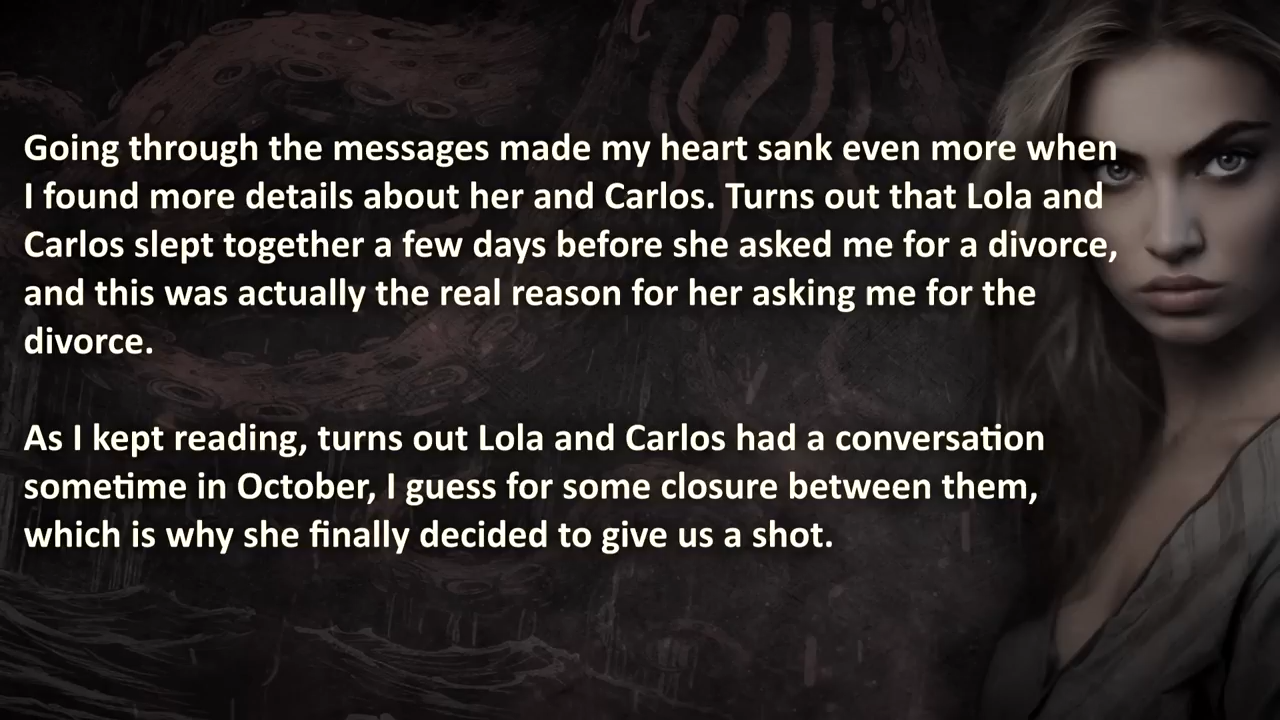 Going through the messages made my heart sank even more when
I found more details about her and Carlos. Turns out that Lola and
Carlos slept together a few days before she asked me for a divorce,
and this was actually the real reason for her asking me for the
divorce.
As I kept reading, turns out Lola and Carlos had a conversation
sometime in October, I guess for some closure between them,
which is why she finally decided to give us a shot.